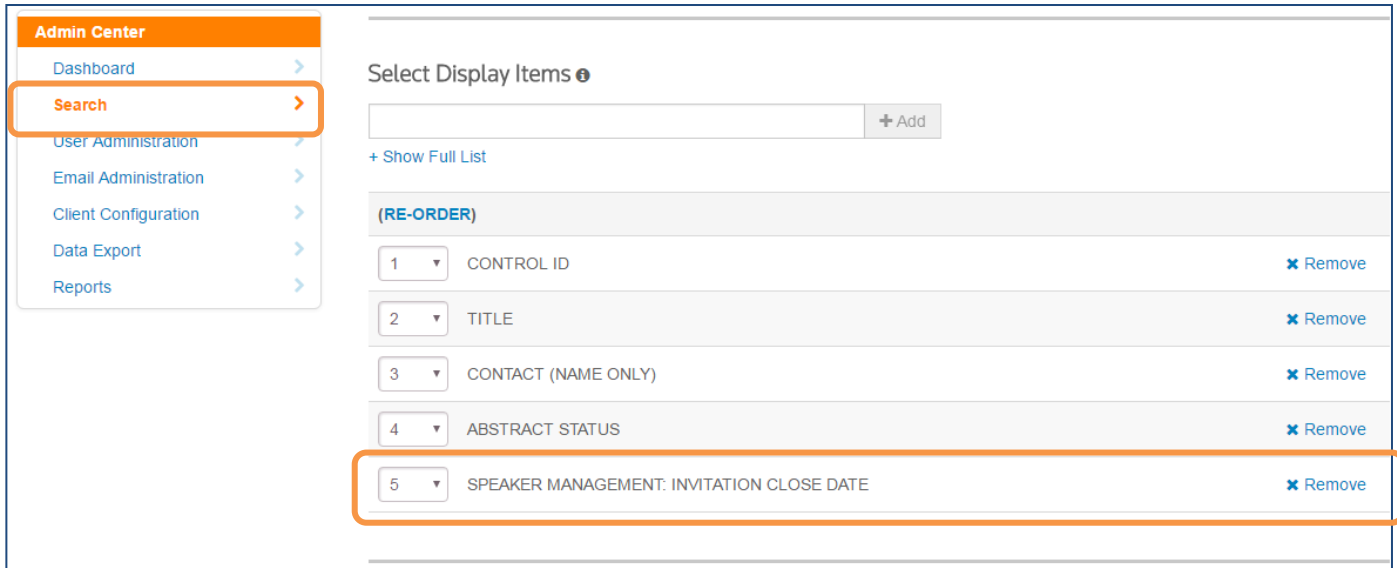 Admin Center
Dashboard
Search
User Administration
Email Administration
Client Configuration
Data Export
Reports
Select Display Items
+ Add
+ Show Full List
(RE-ORDER)
1 CONTROL ID Remove
2 TITLE Remove
3 CONTACT (NAME ONLY) Remove
4 ABSTRACT STATUS Remove
5 SPEAKER MANAGEMENT: INVITATION CLOSE DATE Remove